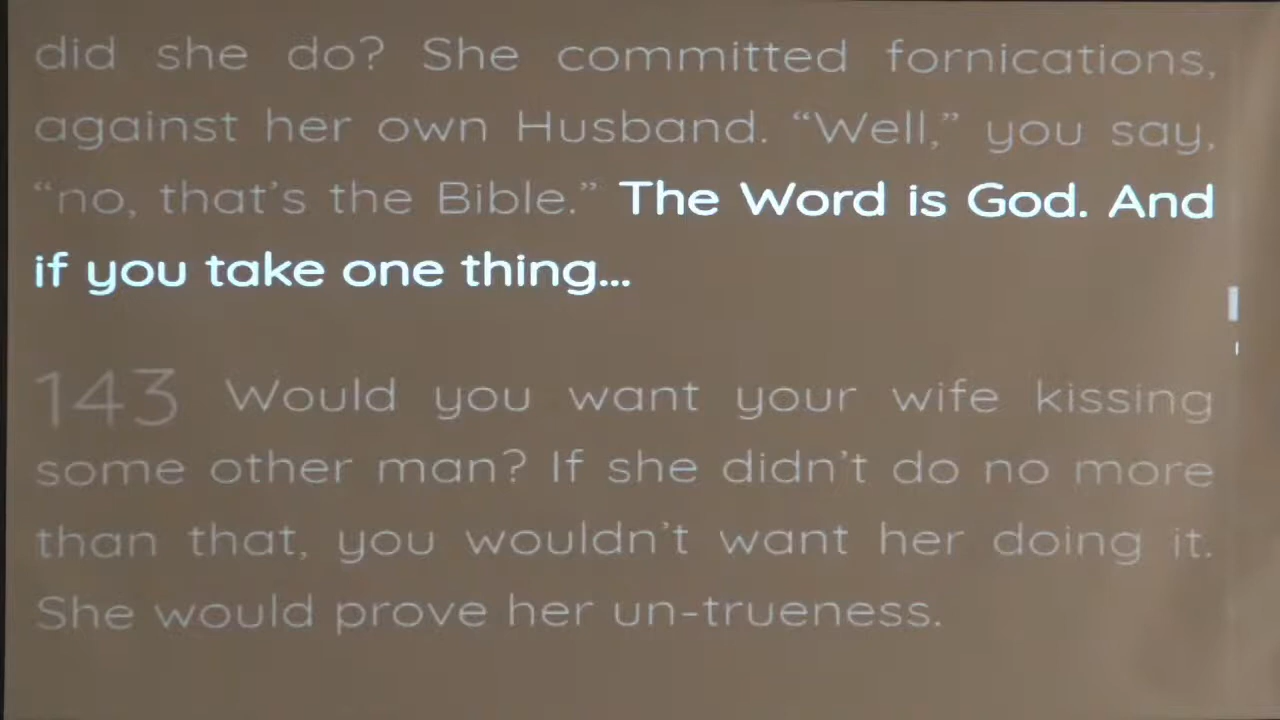 did she do? She committed fornications,
against her own Husband. “Well,” you say,
“no, that’s the Bible.” The Word is God. And
if you take one thing...
143 Would you want your wife kissing
some other man? If she didn’t do no more
than that, you wouldn’t want her doing it.
She would prove her un-trueness.